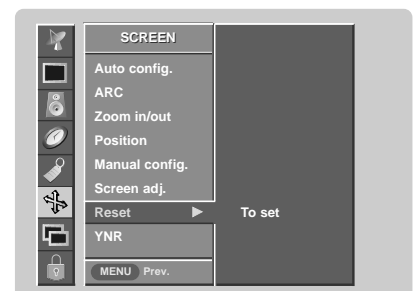 SCREEN
Auto config.
ARC
Zoom in/out
Position
Manual config.
Screen adj.
Reset ▶ To set
YNR
MENU Prev.